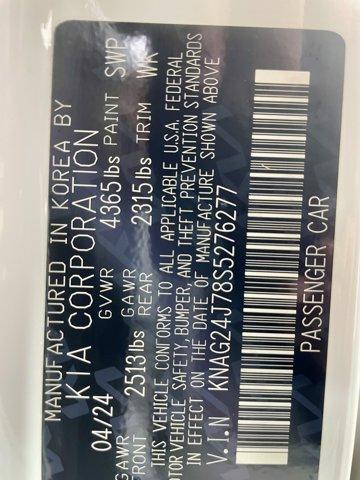 MANUFACTURED IN KOREA BY
KIA CORPORATION
04/24 GVWR 4365 lbs PAINT SWP
GAWR FRONT 2513 lbs GAWR REAR 2315 lbs TRIM WK
THIS VEHICLE CONFORMS TO ALL APPLICABLE U.S.A. FEDERAL
MOTOR VEHICLE SAFETY, BUMPER, AND THEFT PREVENTION STANDARDS
IN EFFECT ON THE DATE OF MANUFACTURE SHOWN ABOVE
V.I.N KNAG24J78S5276277
PASSENGER CAR